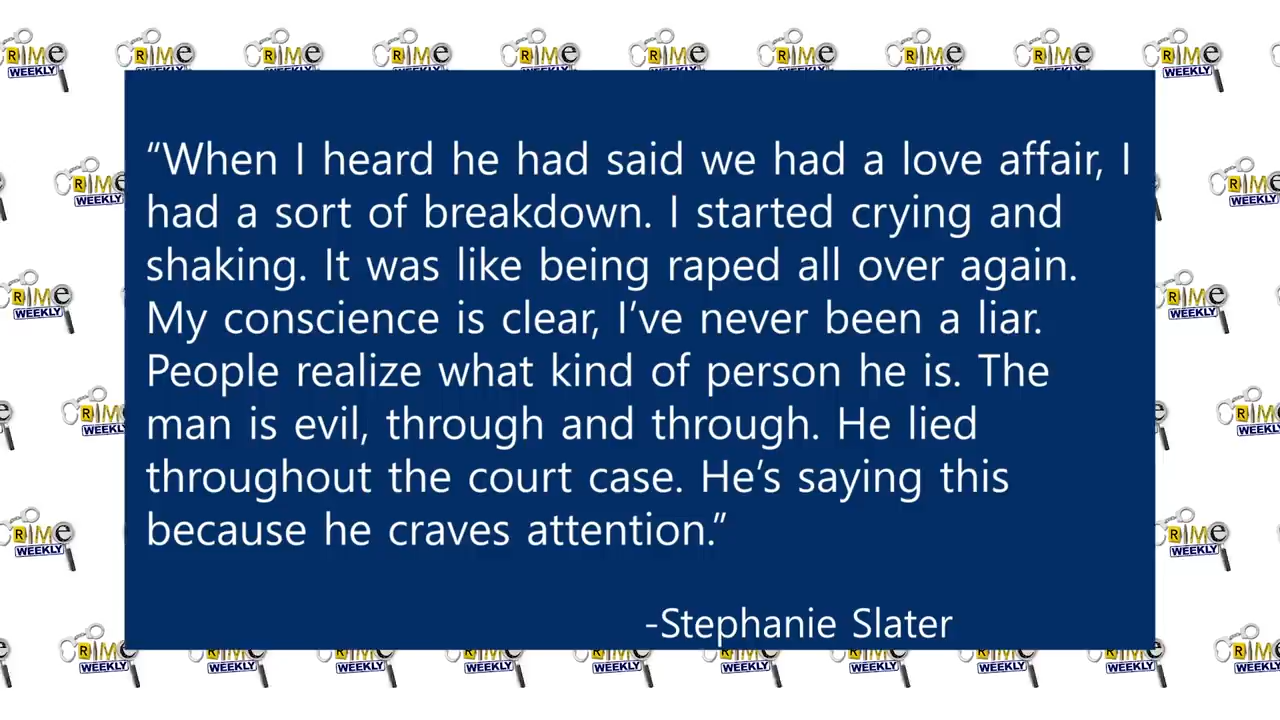 “When I heard he had said we had a love affair, I
had a sort of breakdown. I started crying and
shaking. It was like being raped all over again.
My conscience is clear, I’ve never been a liar.
People realize what kind of person he is. The
man is evil, through and through. He lied
throughout the court case. He’s saying this
because he craves attention.”
-Stephanie Slater
CRIMe
WEEKLY